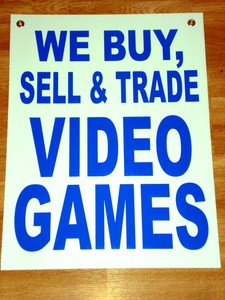 WE BUY,
SELL & TRADE
VIDEO
GAMES